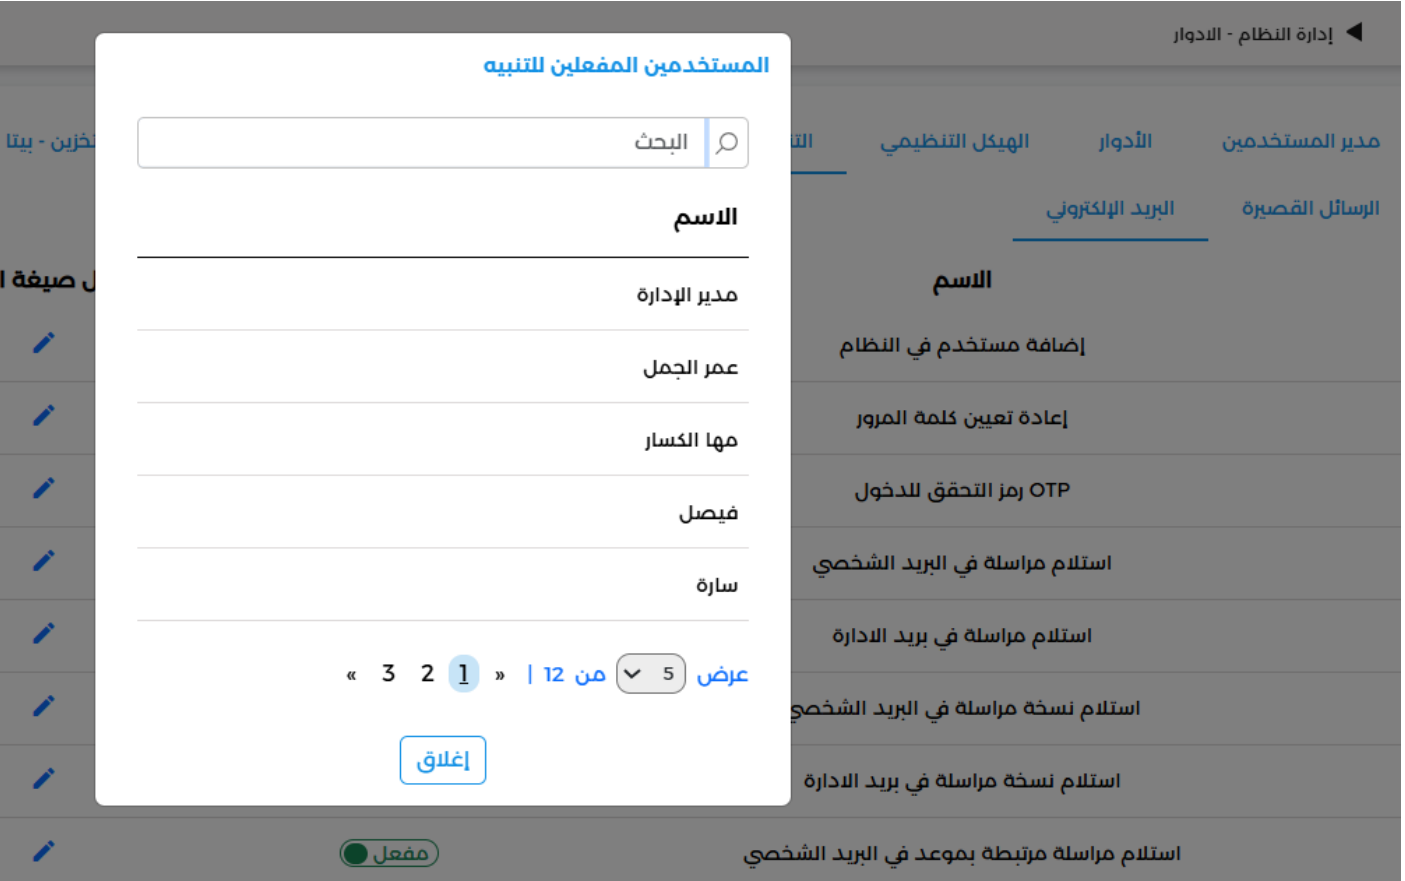 إدارة النظام - الادوار
المستخدمين المفعلين للتنبيه
البحث
الاسم
مدير الإدارة
عمر الجمل
مها الكسار
فيصل
سارة
عرض 5 من 12 | « 1 2 3 »
إغلاق
مدير المستخدمين الأدوار الهيكل التنظيمي - بيتا
الرسائل القصيرة البريد الإلكتروني
الاسم صيغة
إضافة مستخدم في النظام
إعادة تعيين كلمة المرور
OTP رمز التحقق للدخول
استلام مراسلة في البريد الشخصي
استلام مراسلة في بريد الادارة
استلام نسخة مراسلة في البريد الشخصي
استلام نسخة مراسلة في بريد الادارة
استلام مراسلة مرتبطة بموعد في البريد الشخصي مفعل